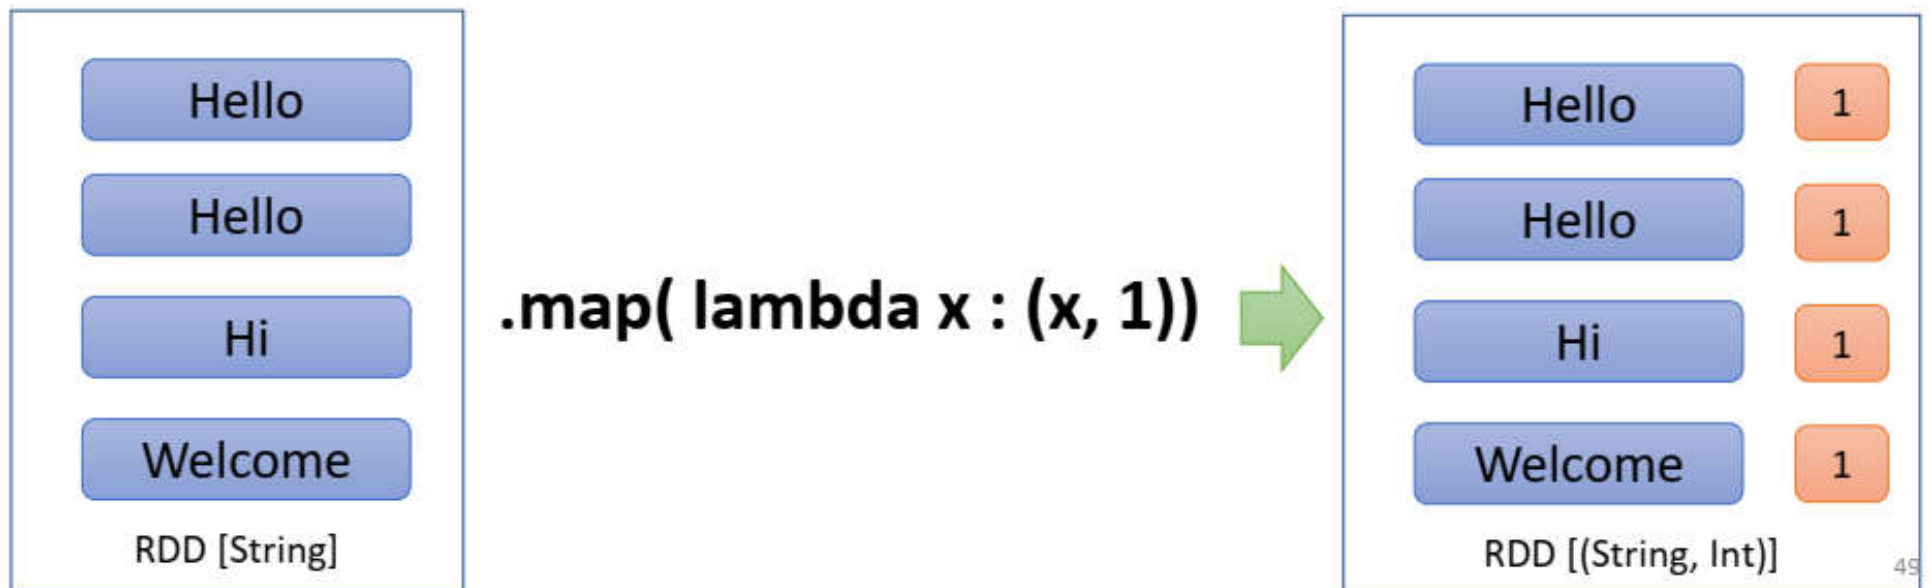 Hello
Hello
Hi
Welcome
RDD [String]
.map( lambda x : (x, 1))
Hello 1
Hello 1
Hi 1
Welcome 1
RDD [(String, Int)]
49